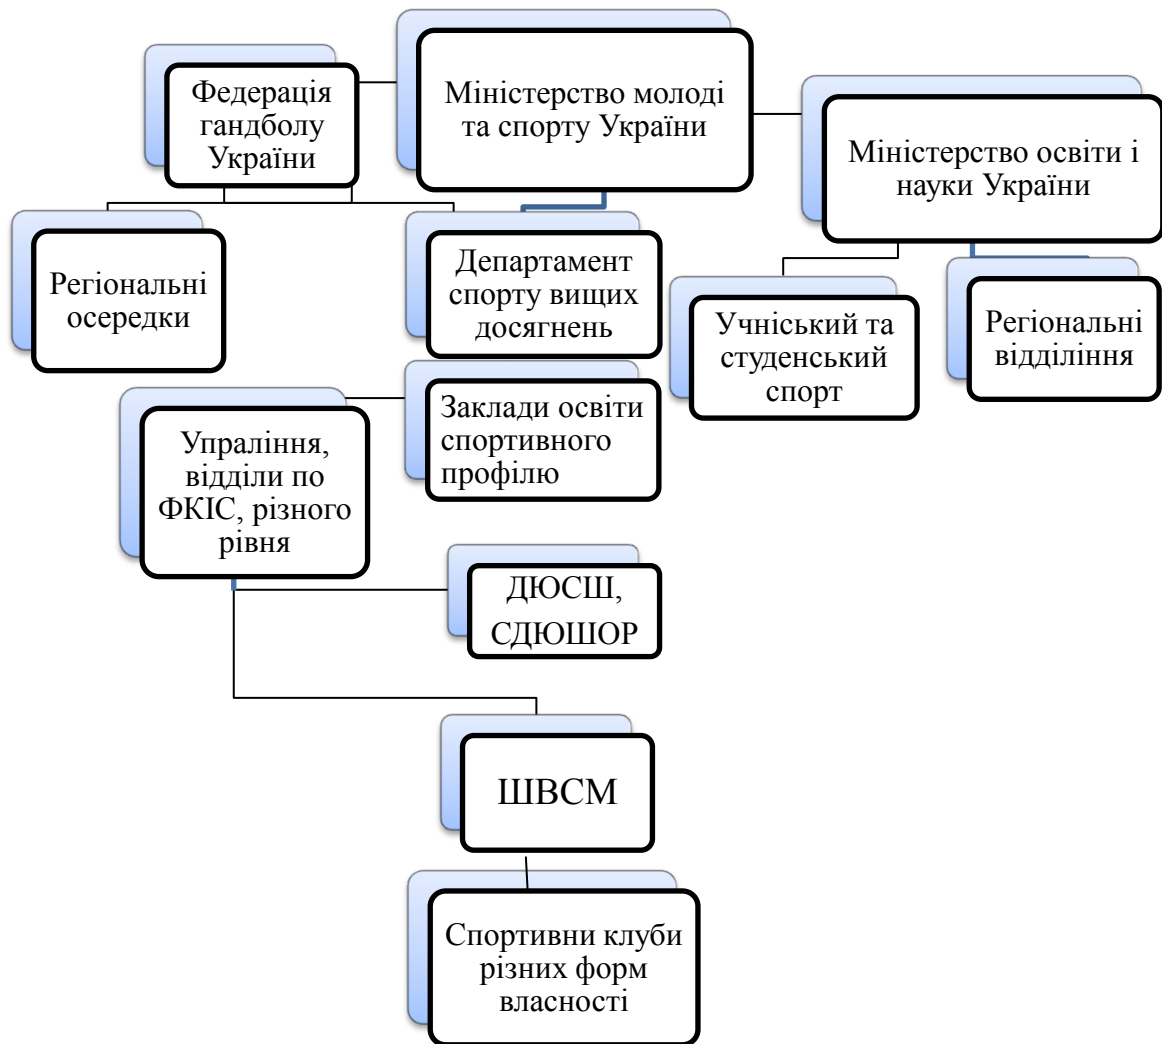 Федерація
гандболу
України
Міністерство молоді
та спорту України
Міністерство освіти і
науки України
Регіональні
осередки
Департамент
спорту вищих
досягнень
Учніський та
студенський
спорт
Регіональні
віддіління
Упраління,
відділи по
ФКІС, різного
рівня
Заклади освіти
спортивного
профілю
ДЮСШ,
СДЮШОР
ШВСМ
Спортивни клуби
різних форм
власності